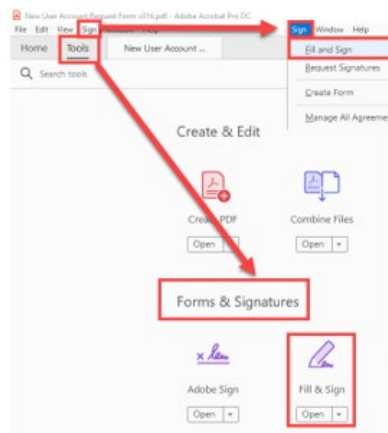 New User Account Request Form v016.pdf - Adobe Acrobat Pro DC
File Edit View Sign Window Help
Sign Window Help
Home Tools New User Account ...
Fill and Sign
Search tools
Request Signatures
Create Form
Manage All Agreeme
Create & Edit
Create PDF Combine Files
Open Open
Forms & Signatures
Adobe Sign Fill & Sign
Open Open